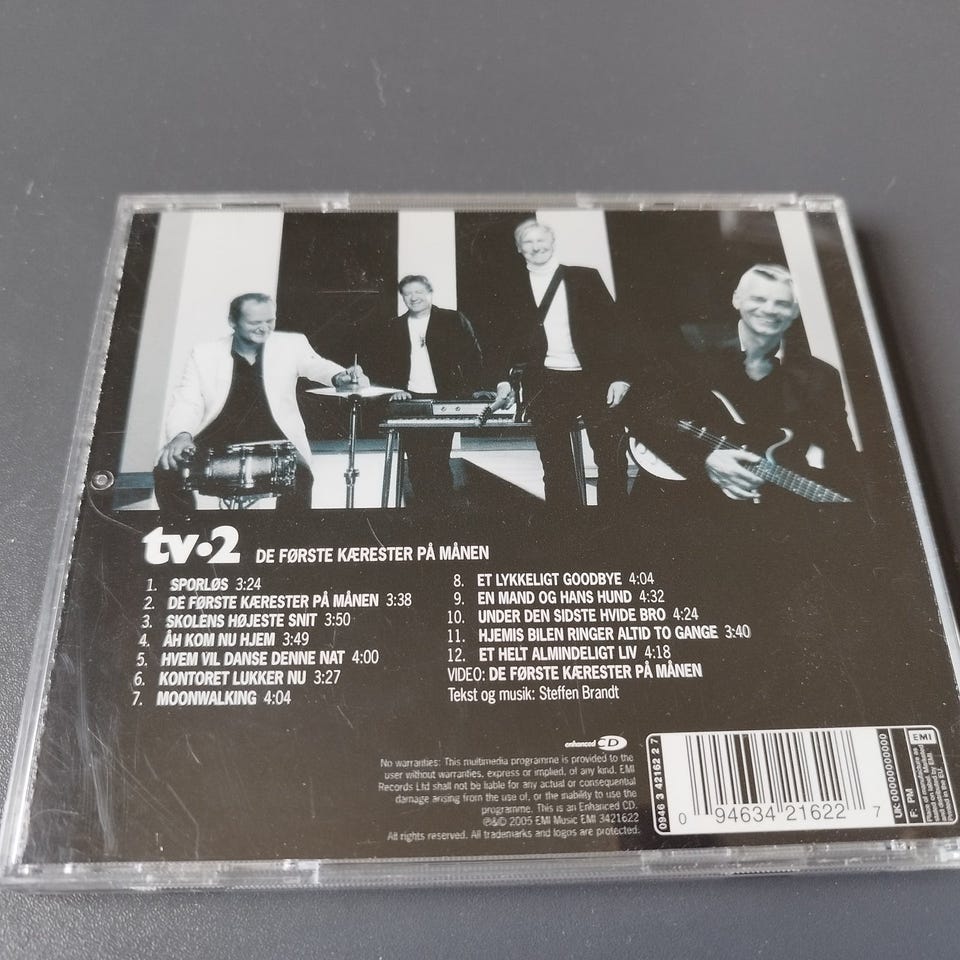 tv·2 DE FØRSTE KÆRESTER PÅ MÅNEN
1. SPORLØS 3:24
2. DE FØRSTE KÆRESTER PÅ MÅNEN 3:38
3. SKOLENS HØJESTE SNIT 3:50
4. ÅH KOM NU HJEM 3:49
5. HVEM VIL DANSE DENNE NAT 4:00
6. KONTORET LUKKER NU 3:27
7. MOONWALKING 4:04
8. ET LYKKELIGT GOODBYE 4:04
9. EN MAND OG HANS HUND 4:32
10. UNDER DEN SIDSTE HVIDE BRO 4:24
11. HJEMIS BILEN RINGER ALTID TO GANGE 3:40
12. ET HELT ALMINDELIGT LIV 4:18
VIDEO: DE FØRSTE KÆRESTER PÅ MÅNEN
Tekst og musik: Steffen Brandt
enhanced CD
No warranties: This multimedia programme is provided to the
user without warranties, express or implied, of any kind. EMI
Records Ltd shall not be liable for any actual or consequential
damage arising from the use of, or the inability to use the
programme. This is an Enhanced CD.
℗&© 2005 EMI Music EMI 3421622
All rights reserved. All trademarks and logos are protected.
0946 3 42162 2 7
0 94634 21622 7
UK:00000000000000
F: PM
EMI